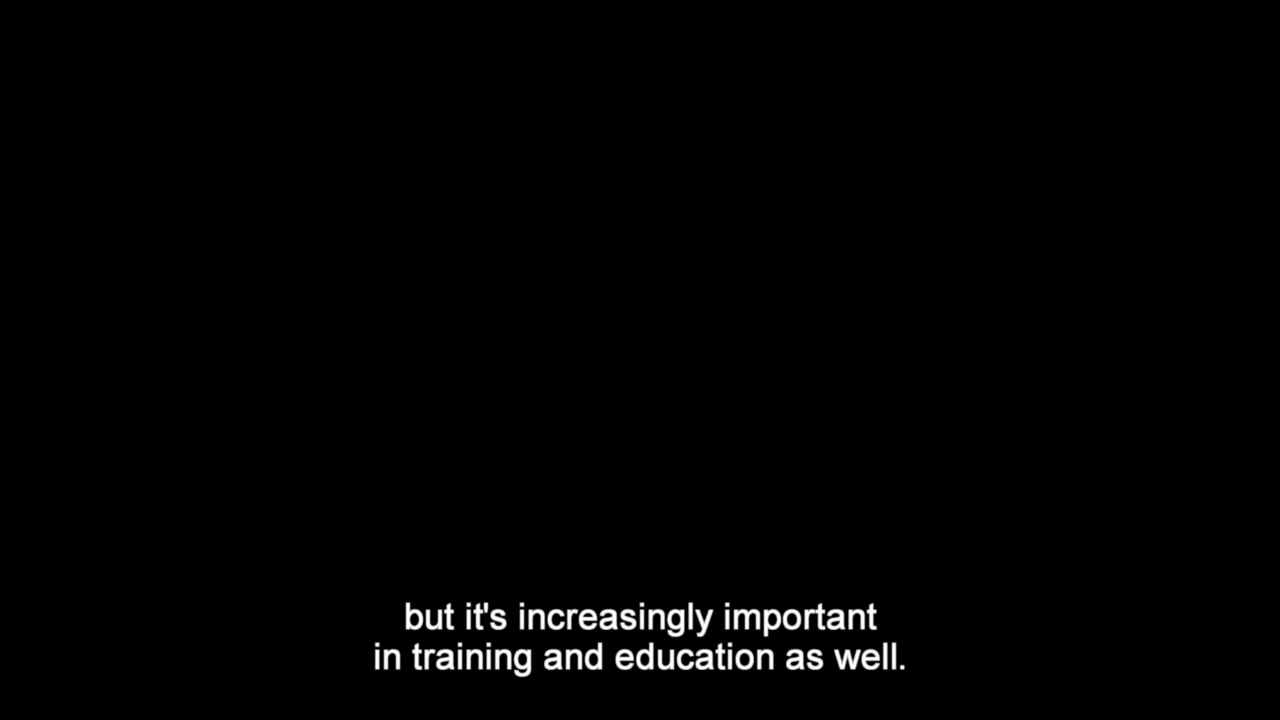 but it's increasingly important
in training and education as well.